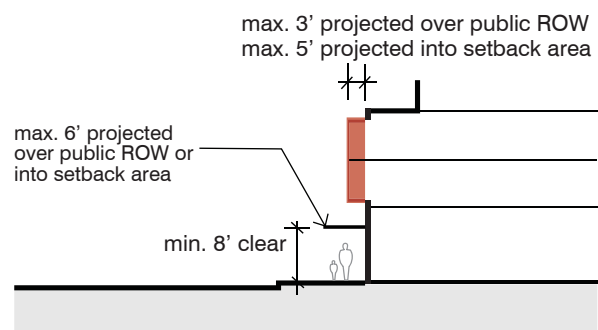 max. 3’ projected over public ROW
max. 5’ projected into setback area
max. 6’ projected
over public ROW or
into setback area
min. 8’ clear